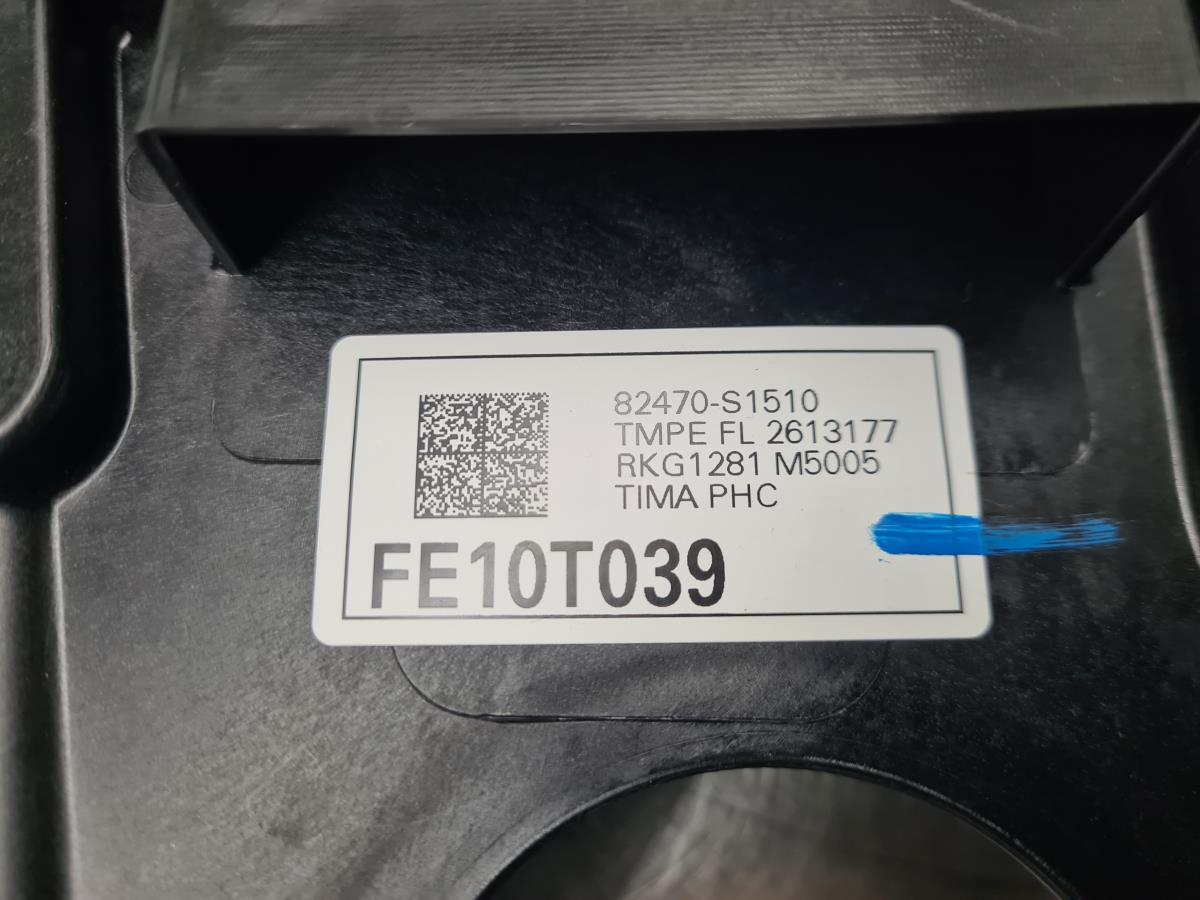 82470-S1510
TMPE FL 2613177
RKG1281 M5005
TIMA PHC
FE10T039